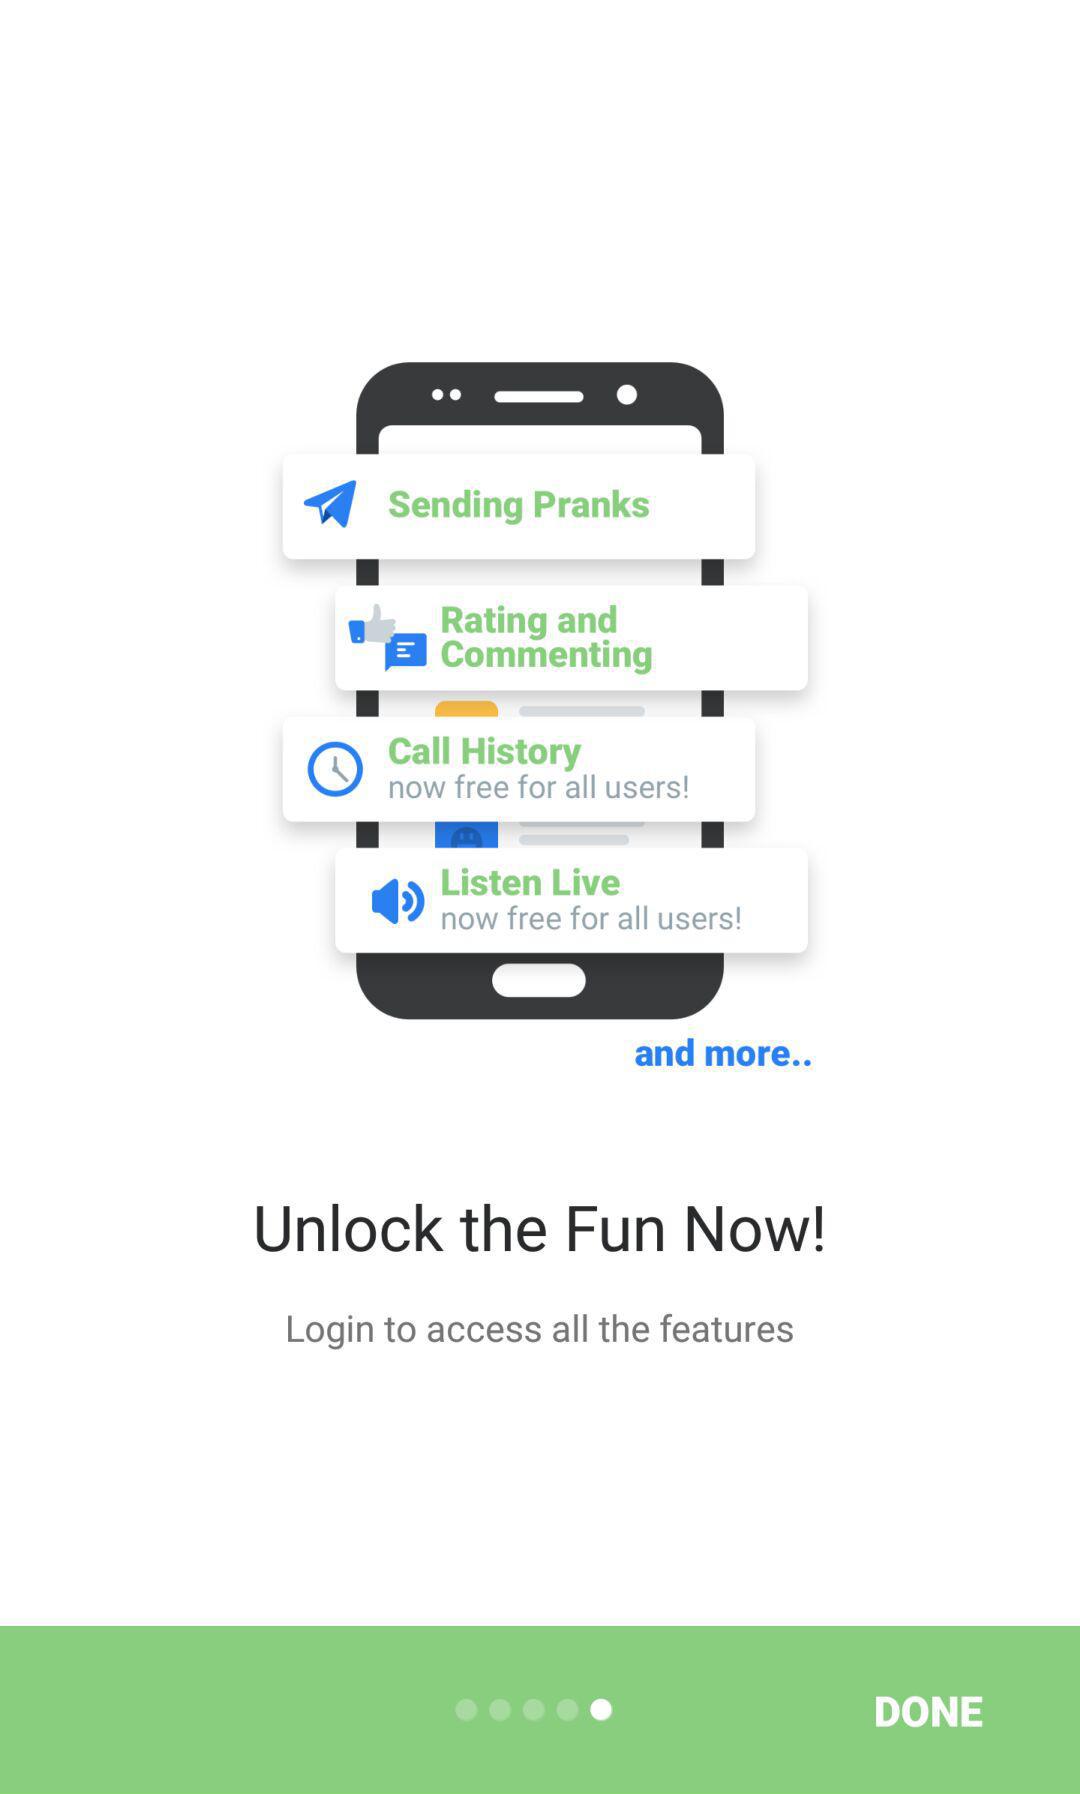 Sending Pranks
Rating and
Commenting
Call History
now free for all users!
Listen Live
now free for all users!
and more..
Unlock the Fun Now!
Login to access all the features
DONE